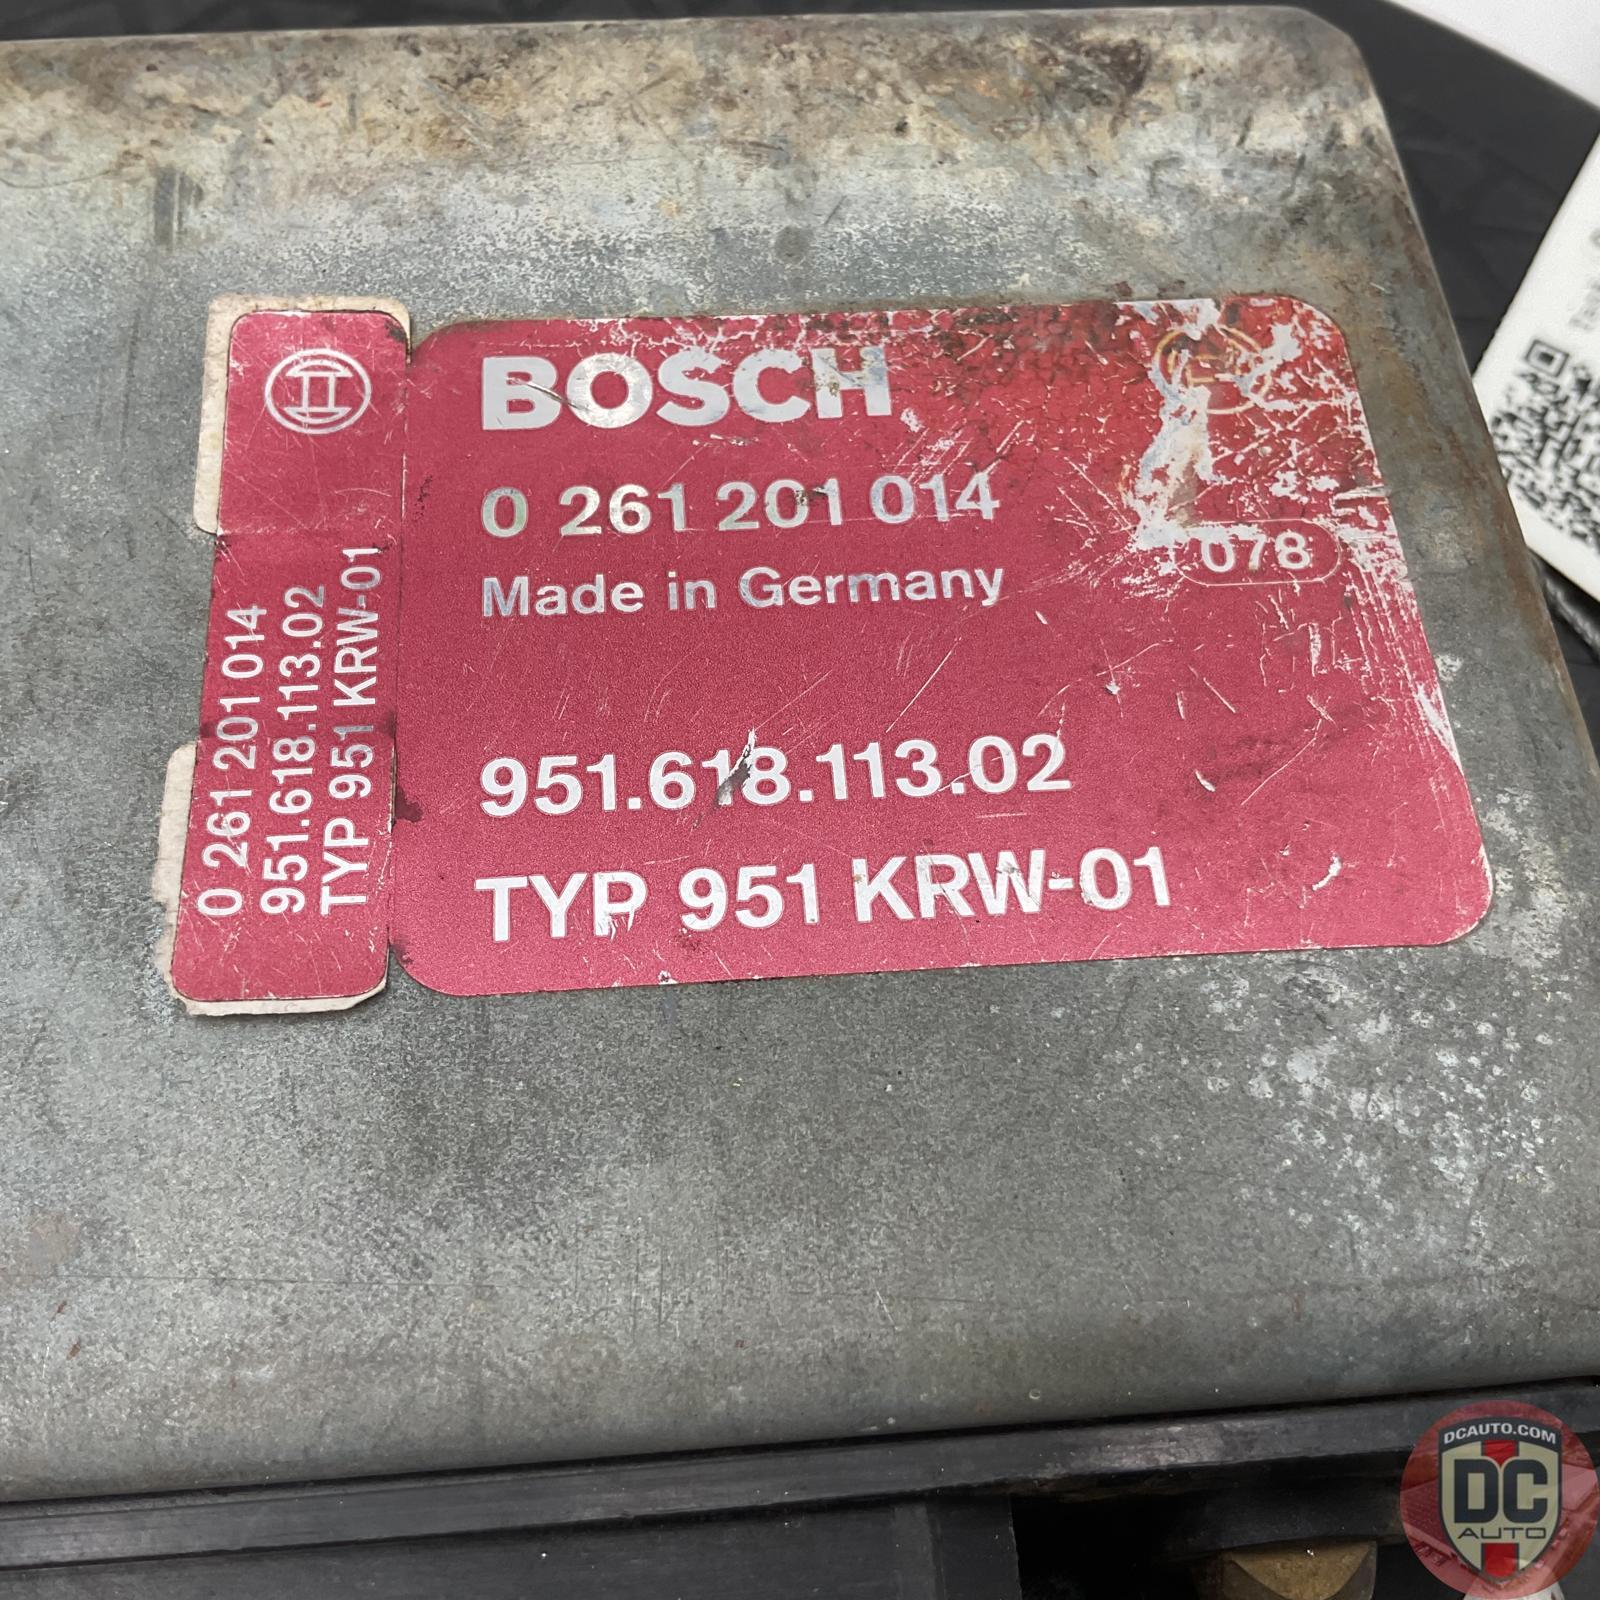 BOSCH
0 261 201 014
078
Made in Germany
951.618.113.02
TYP 951 KRW-01
0 261 201 014
951.618.113.02
TYP 951 KRW-01
DCAUTO.COM
DC
AUTO